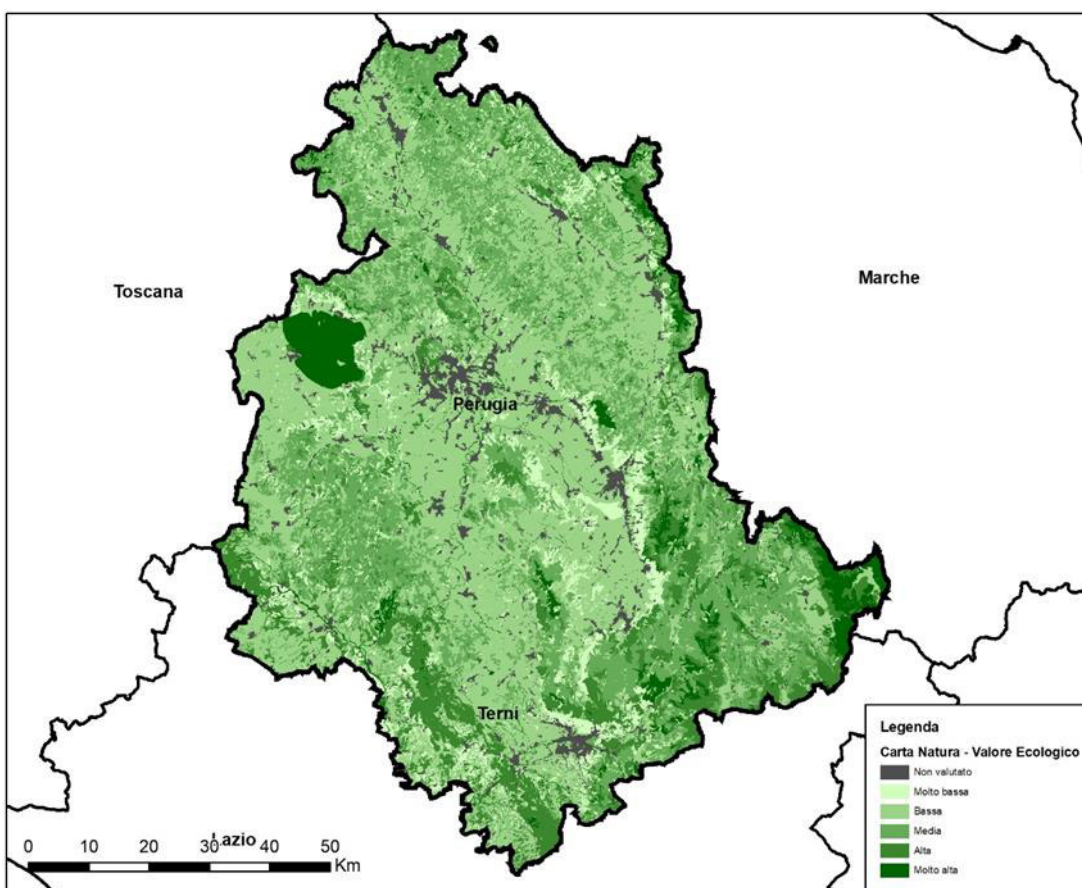 Toscana
Marche
Perugia
Terni
Lazio
0 10 20 30 40 50
Km
Legenda
Carta Natura - Valore Ecologico
Non valutato
Molto bassa
Bassa
Media
Alta
Molto alta